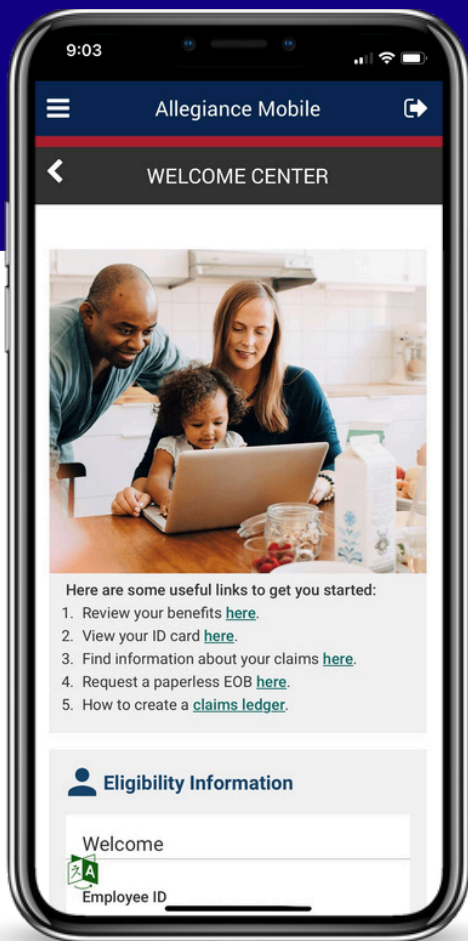 9:03
Allegiance Mobile
WELCOME CENTER
Here are some useful links to get you started:
1. Review your benefits here.
2. View your ID card here.
3. Find information about your claims here.
4. Request a paperless EOB here.
5. How to create a claims ledger.
Eligibility Information
Welcome
A
Employee ID